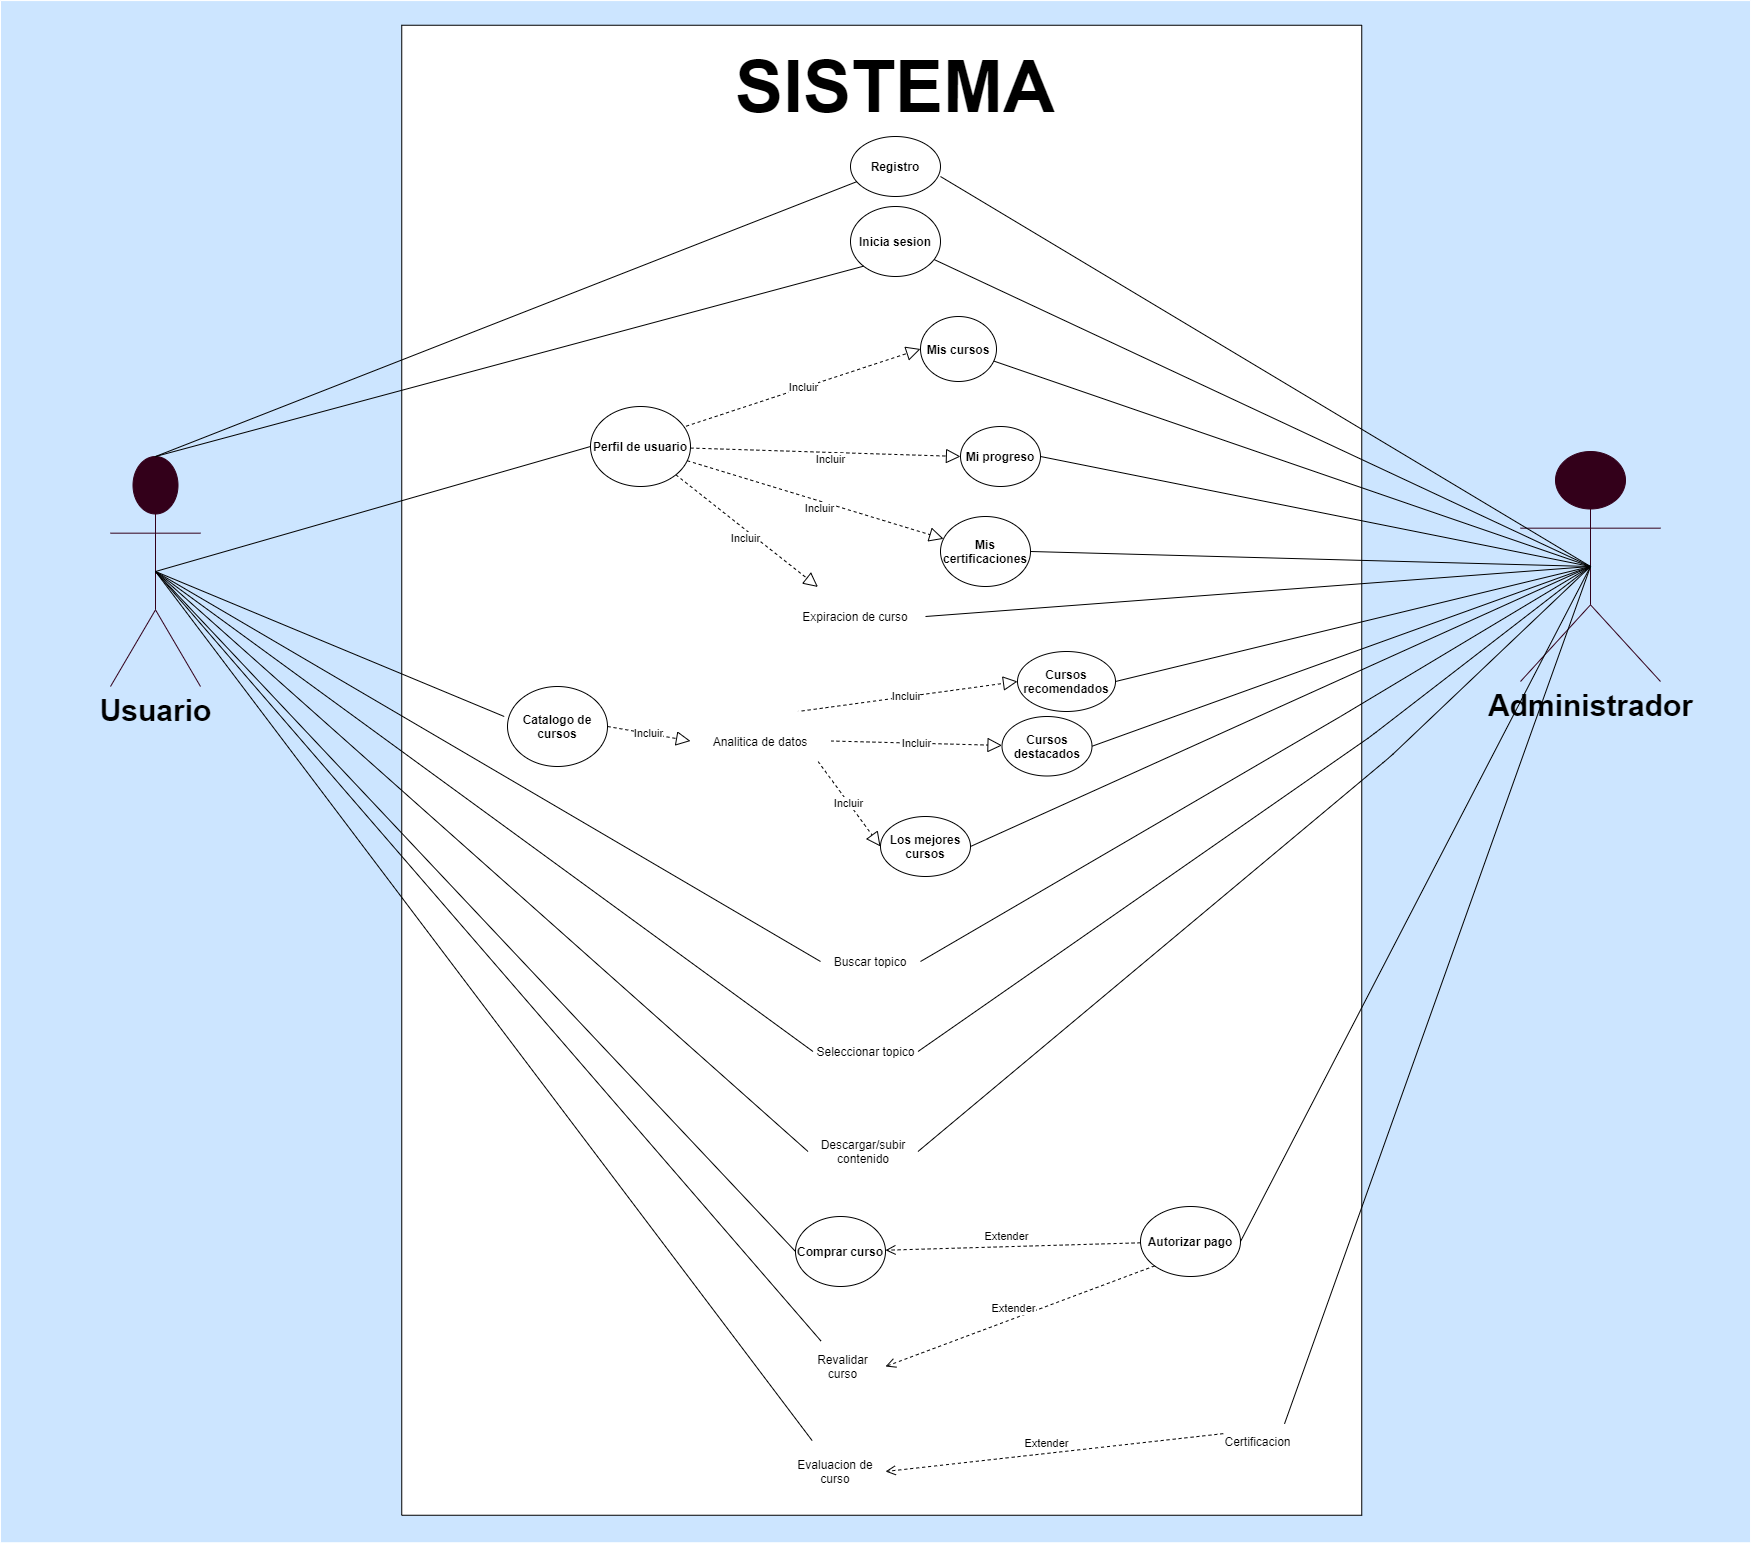 SISTEMA
Registro
Inicia sesion
Mis cursos
Incluir
Perfil de usuario
Incluir
Mi progreso
Incluir
Incluir
Mis
certificaciones
Expiracion de curso
Cursos
recomendados
Incluir
Usuario
Administrador
Catalogo de
cursos
Incluir
Analitica de datos
Incluir
Cursos
destacados
Incluir
Los mejores
cursos
Buscar topico
Seleccionar topico
Descargar/subir
contenido
Comprar curso
Extender
Autorizar pago
Extender
Revalidar
curso
Extender
Certificacion
Evaluacion de
curso